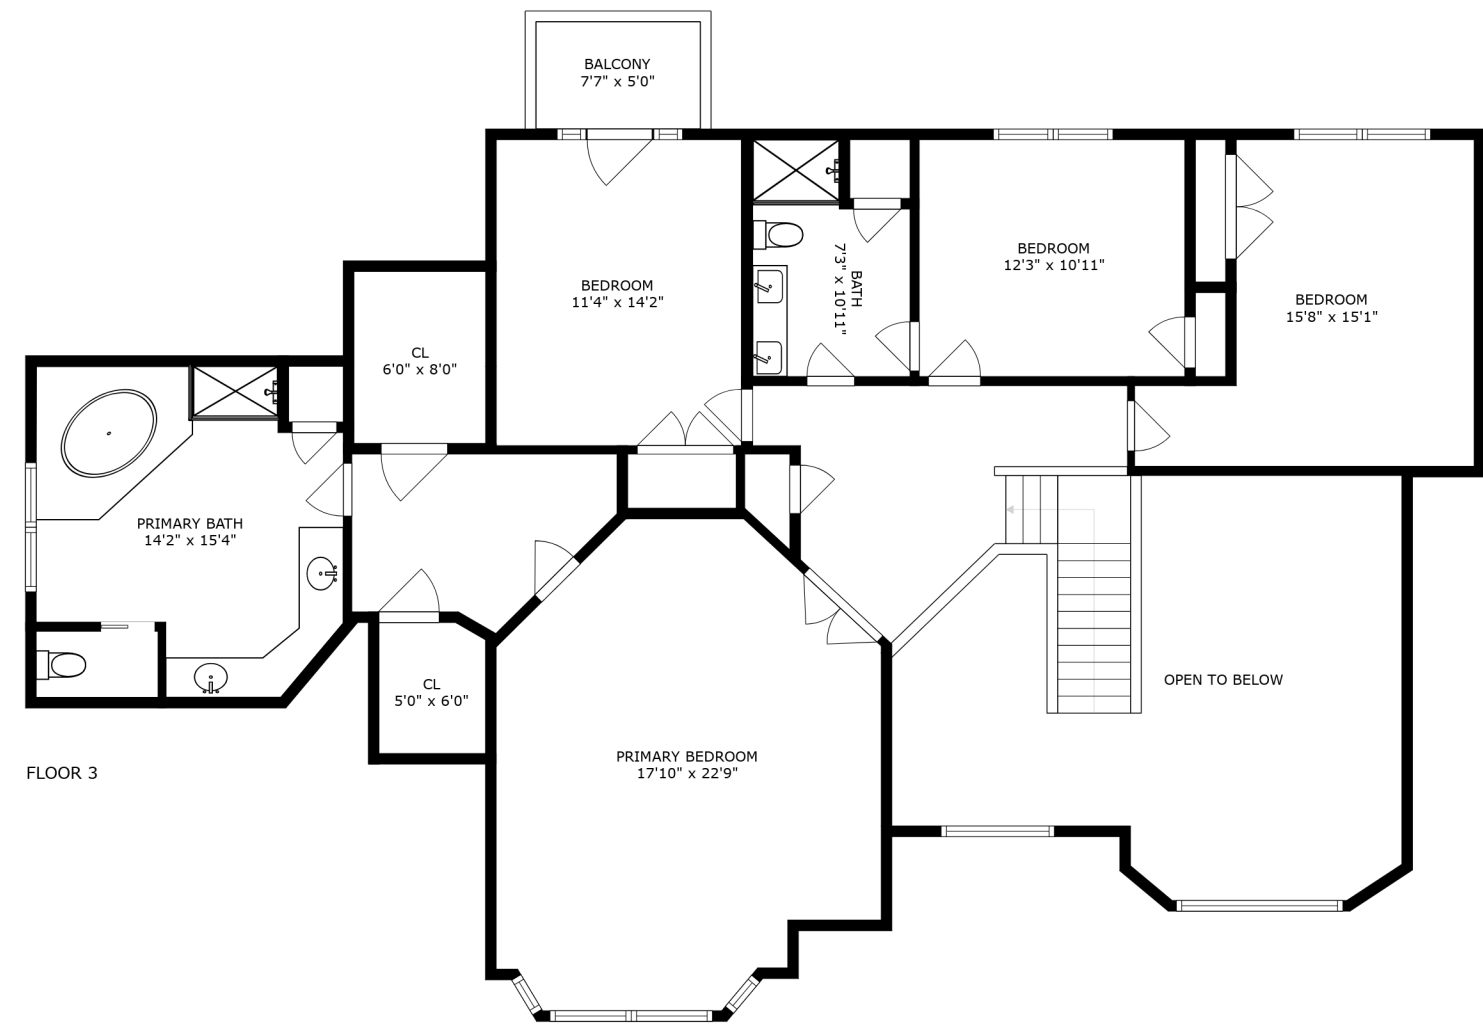 BALCONY
7'7" x 5'0"
BEDROOM
11'4" x 14'2"
BATH
7'3" x 10'11"
BEDROOM
12'3" x 10'11"
BEDROOM
15'8" x 15'1"
CL
6'0" x 8'0"
PRIMARY BATH
14'2" x 15'4"
CL
5'0" x 6'0"
OPEN TO BELOW
PRIMARY BEDROOM
17'10" x 22'9"
FLOOR 3